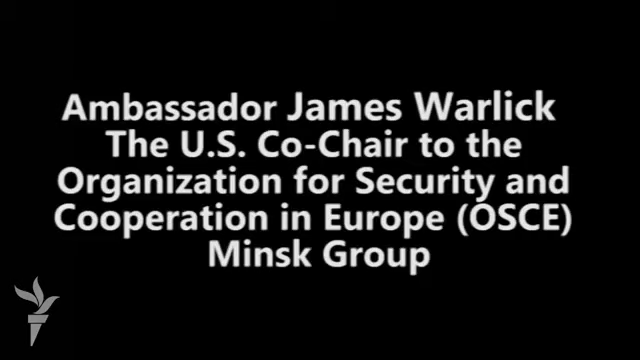 Ambassador James Warlick
The U.S. Co-Chair to the
Organization for Security and
Cooperation in Europe (OSCE)
Minsk Group